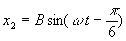 x₂ = B sin( ωt − π/6)